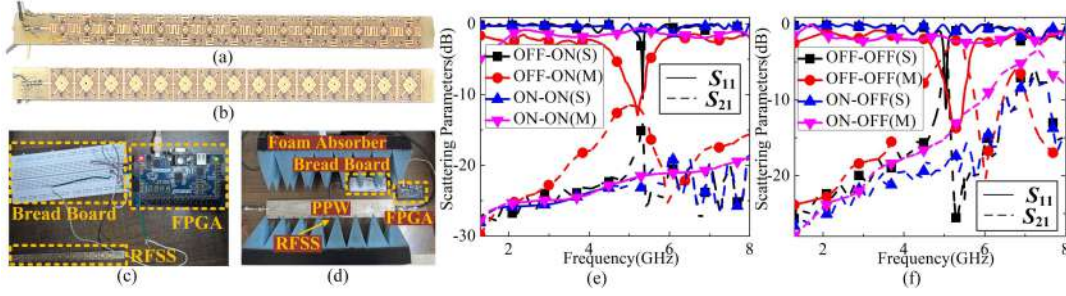 (a)
(b)
Bread Board
FPGA
RFSS
(c)
Foam Absorber
Bread Board
PPW
FPGA
RFSS
(d)
Scattering Parameters(dB)
0
-10
-20
-30
OFF-ON(S)
OFF-ON(M)
ON-ON(S)
ON-ON(M)
S11
S21
2 4 6 8
Frequency(GHz)
(e)
Scattering Parameters(dB)
0
-10
-20
OFF-OFF(S)
OFF-OFF(M)
ON-OFF(S)
ON-OFF(M)
S11
S21
2 4 6 8
Frequency(GHz)
(f)